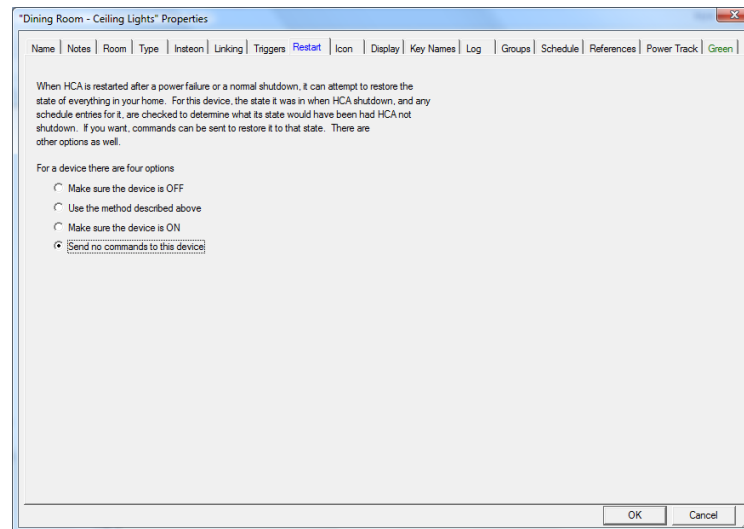 "Dining Room - Ceiling Lights" Properties
X
Name | Notes | Room | Type | Insteon | Linking | Triggers | Restart | Icon | Display | Key Names | Log | Groups | Schedule | References | Power Track | Green |
When HCA is restarted after a power failure or a normal shutdown, it can attempt to restore the
state of everything in your home. For this device, the state it was in when HCA shutdown, and any
schedule entries for it, are checked to determine what its state would have been had HCA not
shutdown. If you want, commands can be sent to restore it to that state. There are
other options as well.
For a device there are four options
Make sure the device is OFF
Use the method described above
Make sure the device is ON
Send no commands to this device
OK Cancel